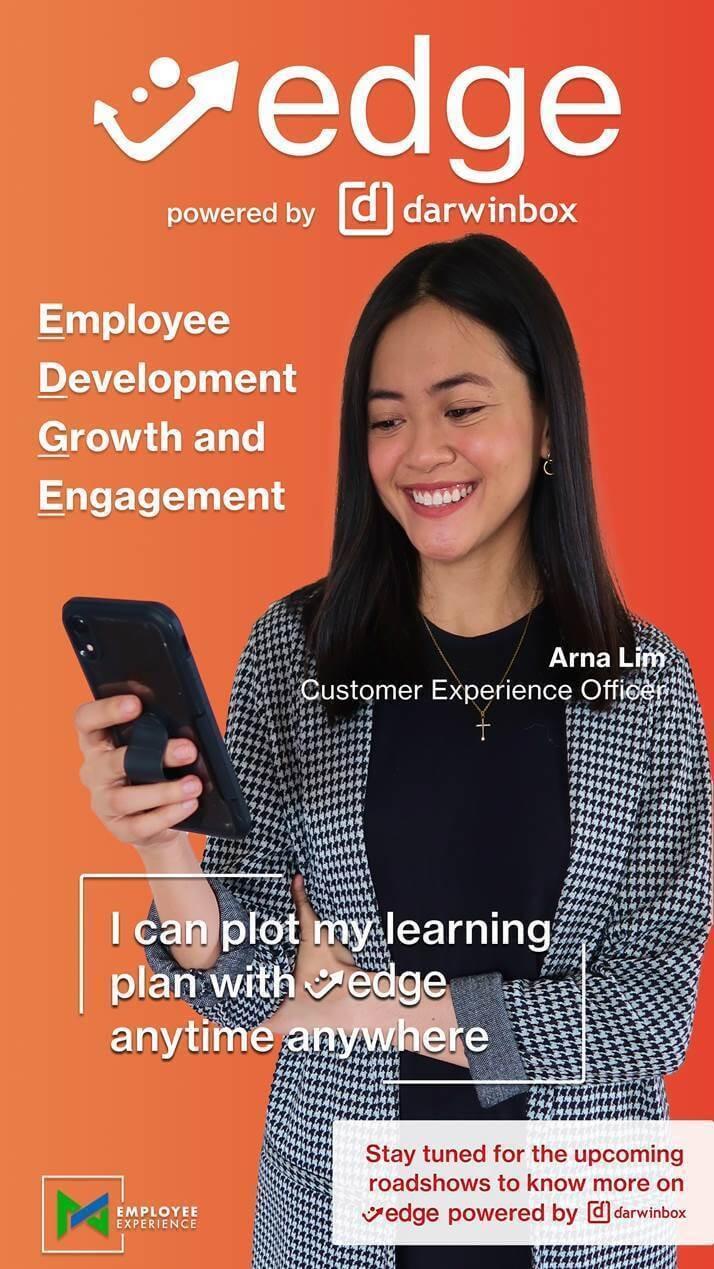 edge
powered by darwinbox
Employee
Development
Growth and
Engagement
Arna Lim
Customer Experience Officer
I can plot my learning
plan with edge
anytime anywhere
Stay tuned for the upcoming
roadshows to know more on
edge powered by darwinbox
EMPLOYEE
EXPERIENCE